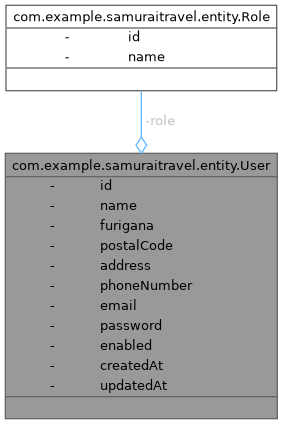 com.example.samuraitravel.entity.Role
- id
- name
-role
com.example.samuraitravel.entity.User
- id
- name
- furigana
- postalCode
- address
- phoneNumber
- email
- password
- enabled
- createdAt
- updatedAt